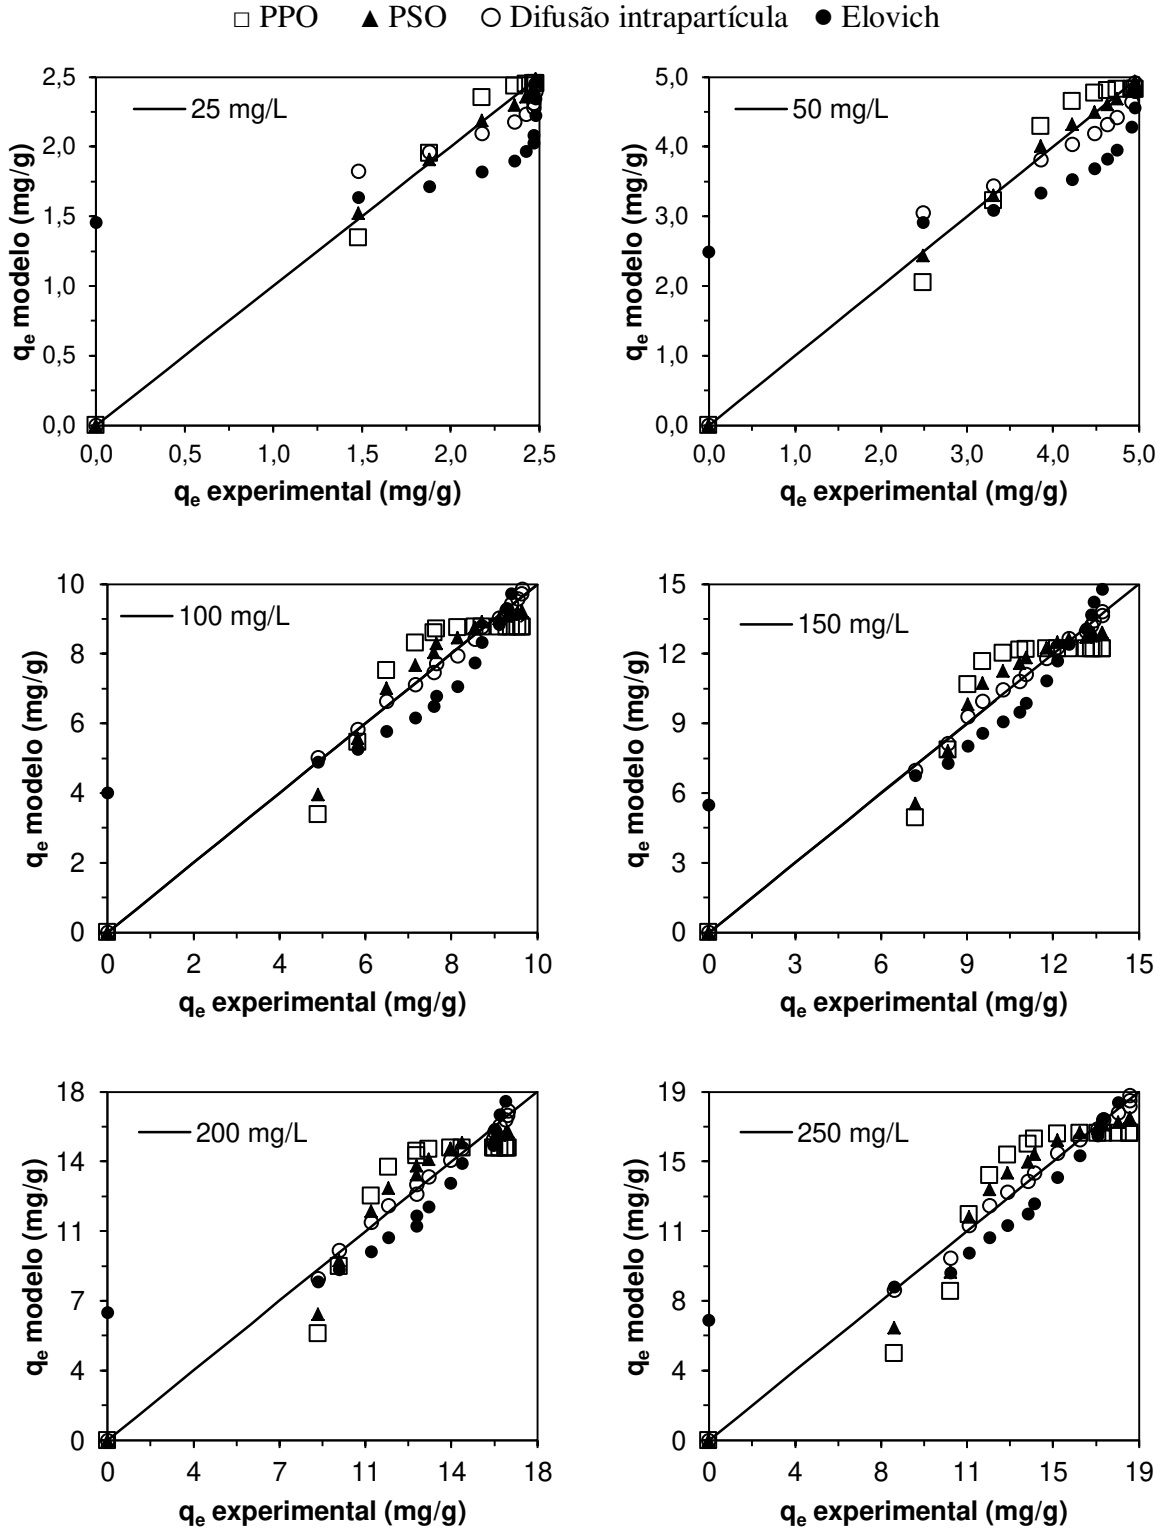 □ PPO ▲ PSO ○ Difusão intrapartícula ● Elovich
25 mg/L
qe modelo (mg/g)
2,5
2,0
1,5
1,0
0,5
0,0
0,0 0,5 1,0 1,5 2,0 2,5
qe experimental (mg/g)
50 mg/L
qe modelo (mg/g)
5,0
4,0
3,0
2,0
1,0
0,0
0,0 1,0 2,0 3,0 4,0 5,0
qe experimental (mg/g)
100 mg/L
qe modelo (mg/g)
10
8
6
4
2
0
0 2 4 6 8 10
qe experimental (mg/g)
150 mg/L
qe modelo (mg/g)
15
12
9
6
3
0
0 3 6 9 12 15
qe experimental (mg/g)
200 mg/L
qe modelo (mg/g)
18
14
11
7
4
0
0 4 7 11 14 18
qe experimental (mg/g)
250 mg/L
qe modelo (mg/g)
19
15
11
8
4
0
0 4 8 11 15 19
qe experimental (mg/g)